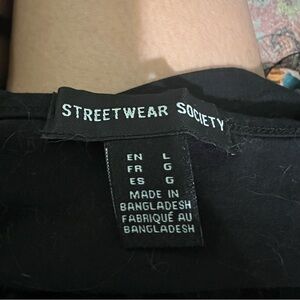 STREETWEAR SOCIETY
EN L
FR G
ES G
MADE IN
BANGLADESH
FABRIQUÉ AU
BANGLADESH